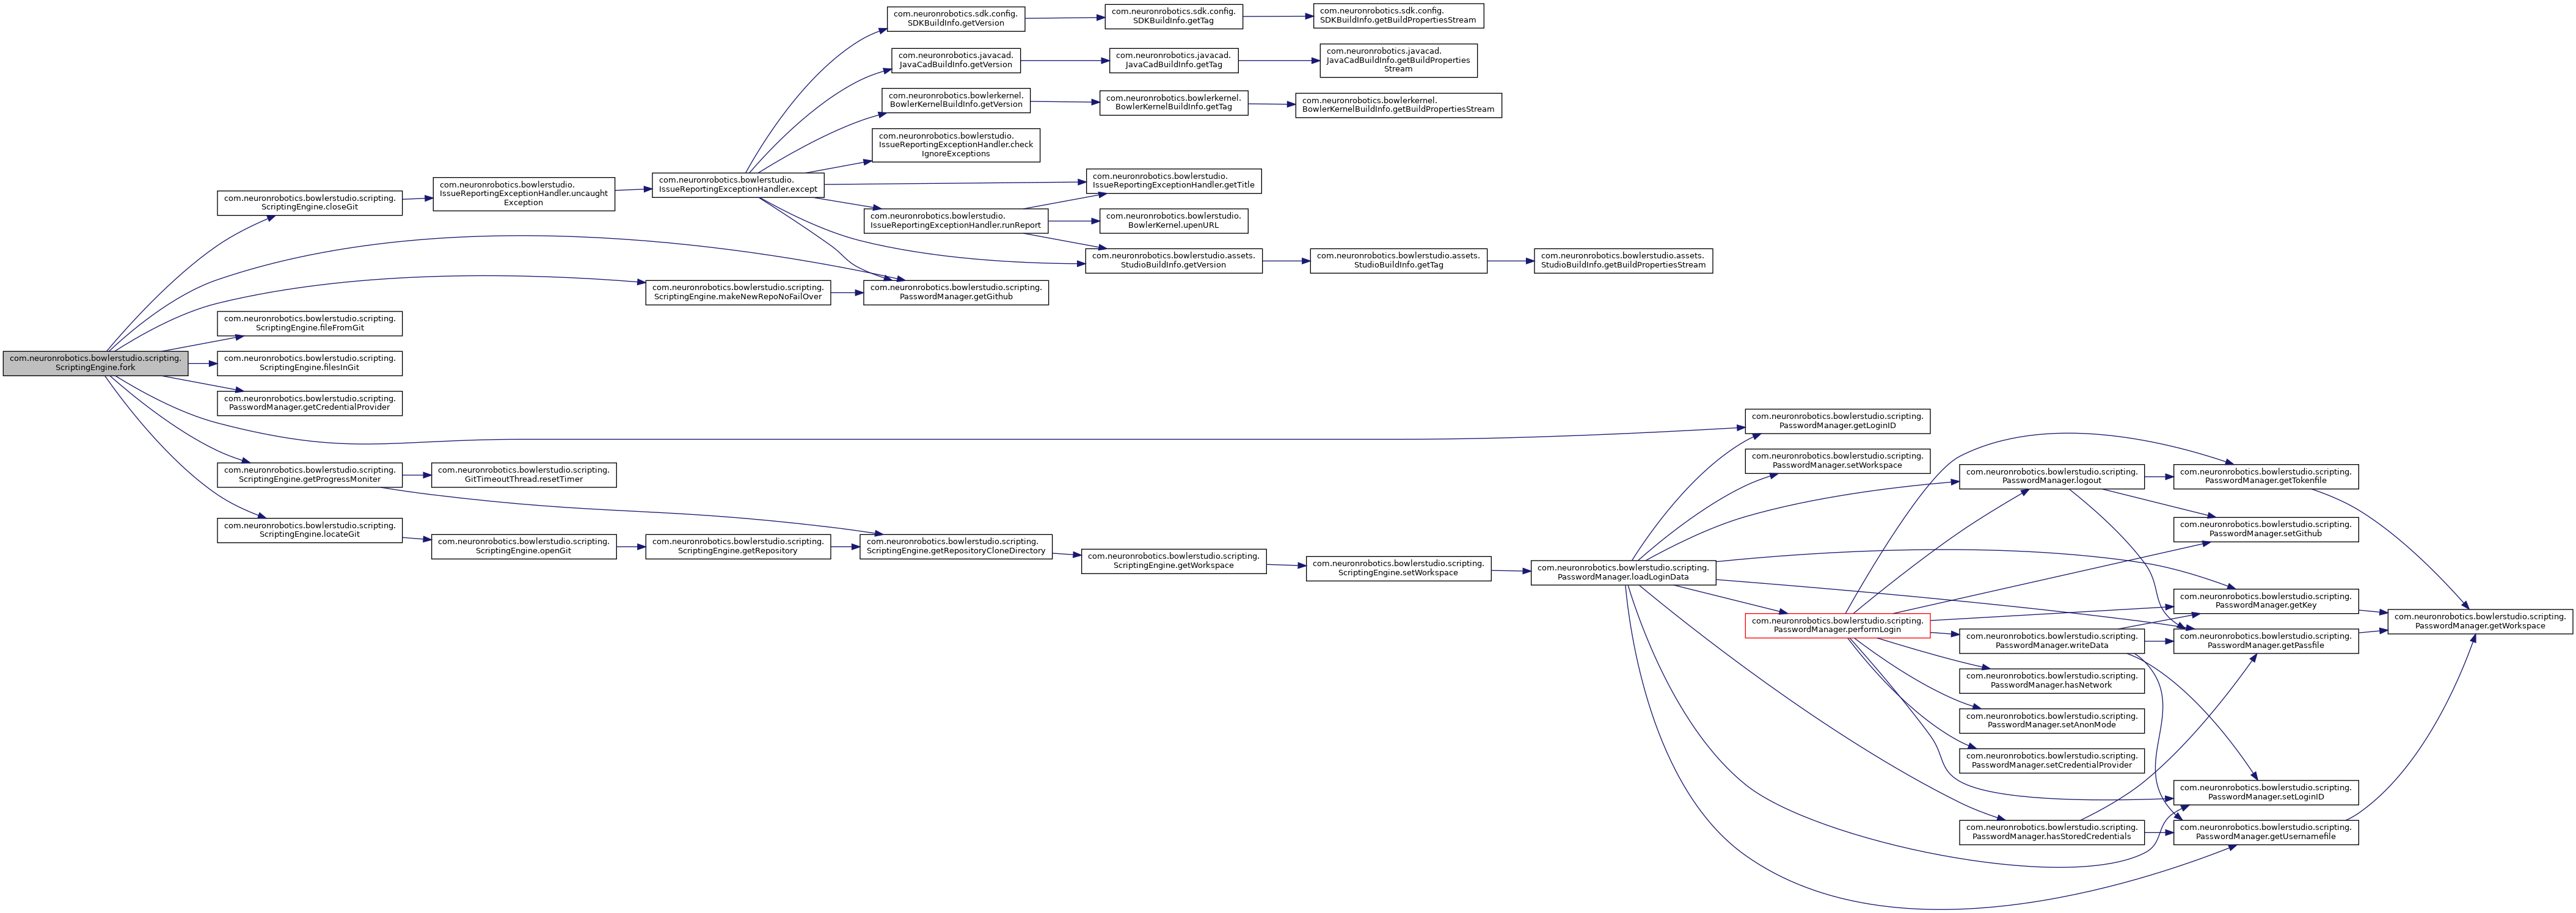 com.neuronrobotics.bowlerstudio.scripting.
ScriptingEngine.fork
com.neuronrobotics.bowlerstudio.scripting.
ScriptingEngine.closeGit
com.neuronrobotics.bowlerstudio.
IssueReportingExceptionHandler.uncaught
Exception
com.neuronrobotics.bowlerstudio.
IssueReportingExceptionHandler.except
com.neuronrobotics.sdk.config.
SDKBuildInfo.getVersion
com.neuronrobotics.sdk.config.
SDKBuildInfo.getTag
com.neuronrobotics.sdk.config.
SDKBuildInfo.getBuildPropertiesStream
com.neuronrobotics.javacad.
JavaCadBuildInfo.getVersion
com.neuronrobotics.javacad.
JavaCadBuildInfo.getTag
com.neuronrobotics.javacad.
JavaCadBuildInfo.getBuildProperties
Stream
com.neuronrobotics.bowlerkernel.
BowlerKernelBuildInfo.getVersion
com.neuronrobotics.bowlerkernel.
BowlerKernelBuildInfo.getTag
com.neuronrobotics.bowlerkernel.
BowlerKernelBuildInfo.getBuildPropertiesStream
com.neuronrobotics.bowlerstudio.
IssueReportingExceptionHandler.check
IgnoreExceptions
com.neuronrobotics.bowlerstudio.
IssueReportingExceptionHandler.getTitle
com.neuronrobotics.bowlerstudio.
IssueReportingExceptionHandler.runReport
com.neuronrobotics.bowlerstudio.
BowlerKernel.upenURL
com.neuronrobotics.bowlerstudio.assets.
StudioBuildInfo.getVersion
com.neuronrobotics.bowlerstudio.assets.
StudioBuildInfo.getTag
com.neuronrobotics.bowlerstudio.assets.
StudioBuildInfo.getBuildPropertiesStream
com.neuronrobotics.bowlerstudio.scripting.
ScriptingEngine.makeNewRepoNoFailOver
com.neuronrobotics.bowlerstudio.scripting.
PasswordManager.getGithub
com.neuronrobotics.bowlerstudio.scripting.
ScriptingEngine.fileFromGit
com.neuronrobotics.bowlerstudio.scripting.
ScriptingEngine.filesInGit
com.neuronrobotics.bowlerstudio.scripting.
PasswordManager.getCredentialProvider
com.neuronrobotics.bowlerstudio.scripting.
ScriptingEngine.getProgressMoniter
com.neuronrobotics.bowlerstudio.scripting.
GitTimeoutThread.resetTimer
com.neuronrobotics.bowlerstudio.scripting.
ScriptingEngine.locateGit
com.neuronrobotics.bowlerstudio.scripting.
ScriptingEngine.openGit
com.neuronrobotics.bowlerstudio.scripting.
ScriptingEngine.getRepository
com.neuronrobotics.bowlerstudio.scripting.
ScriptingEngine.getRepositoryCloneDirectory
com.neuronrobotics.bowlerstudio.scripting.
ScriptingEngine.getWorkspace
com.neuronrobotics.bowlerstudio.scripting.
ScriptingEngine.setWorkspace
com.neuronrobotics.bowlerstudio.scripting.
PasswordManager.loadLoginData
com.neuronrobotics.bowlerstudio.scripting.
PasswordManager.getLoginID
com.neuronrobotics.bowlerstudio.scripting.
PasswordManager.setWorkspace
com.neuronrobotics.bowlerstudio.scripting.
PasswordManager.performLogin
com.neuronrobotics.bowlerstudio.scripting.
PasswordManager.logout
com.neuronrobotics.bowlerstudio.scripting.
PasswordManager.getTokenfile
com.neuronrobotics.bowlerstudio.scripting.
PasswordManager.setGithub
com.neuronrobotics.bowlerstudio.scripting.
PasswordManager.getKey
com.neuronrobotics.bowlerstudio.scripting.
PasswordManager.getWorkspace
com.neuronrobotics.bowlerstudio.scripting.
PasswordManager.writeData
com.neuronrobotics.bowlerstudio.scripting.
PasswordManager.getPassfile
com.neuronrobotics.bowlerstudio.scripting.
PasswordManager.hasNetwork
com.neuronrobotics.bowlerstudio.scripting.
PasswordManager.setAnonMode
com.neuronrobotics.bowlerstudio.scripting.
PasswordManager.setCredentialProvider
com.neuronrobotics.bowlerstudio.scripting.
PasswordManager.setLoginID
com.neuronrobotics.bowlerstudio.scripting.
PasswordManager.hasStoredCredentials
com.neuronrobotics.bowlerstudio.scripting.
PasswordManager.getUsernamefile